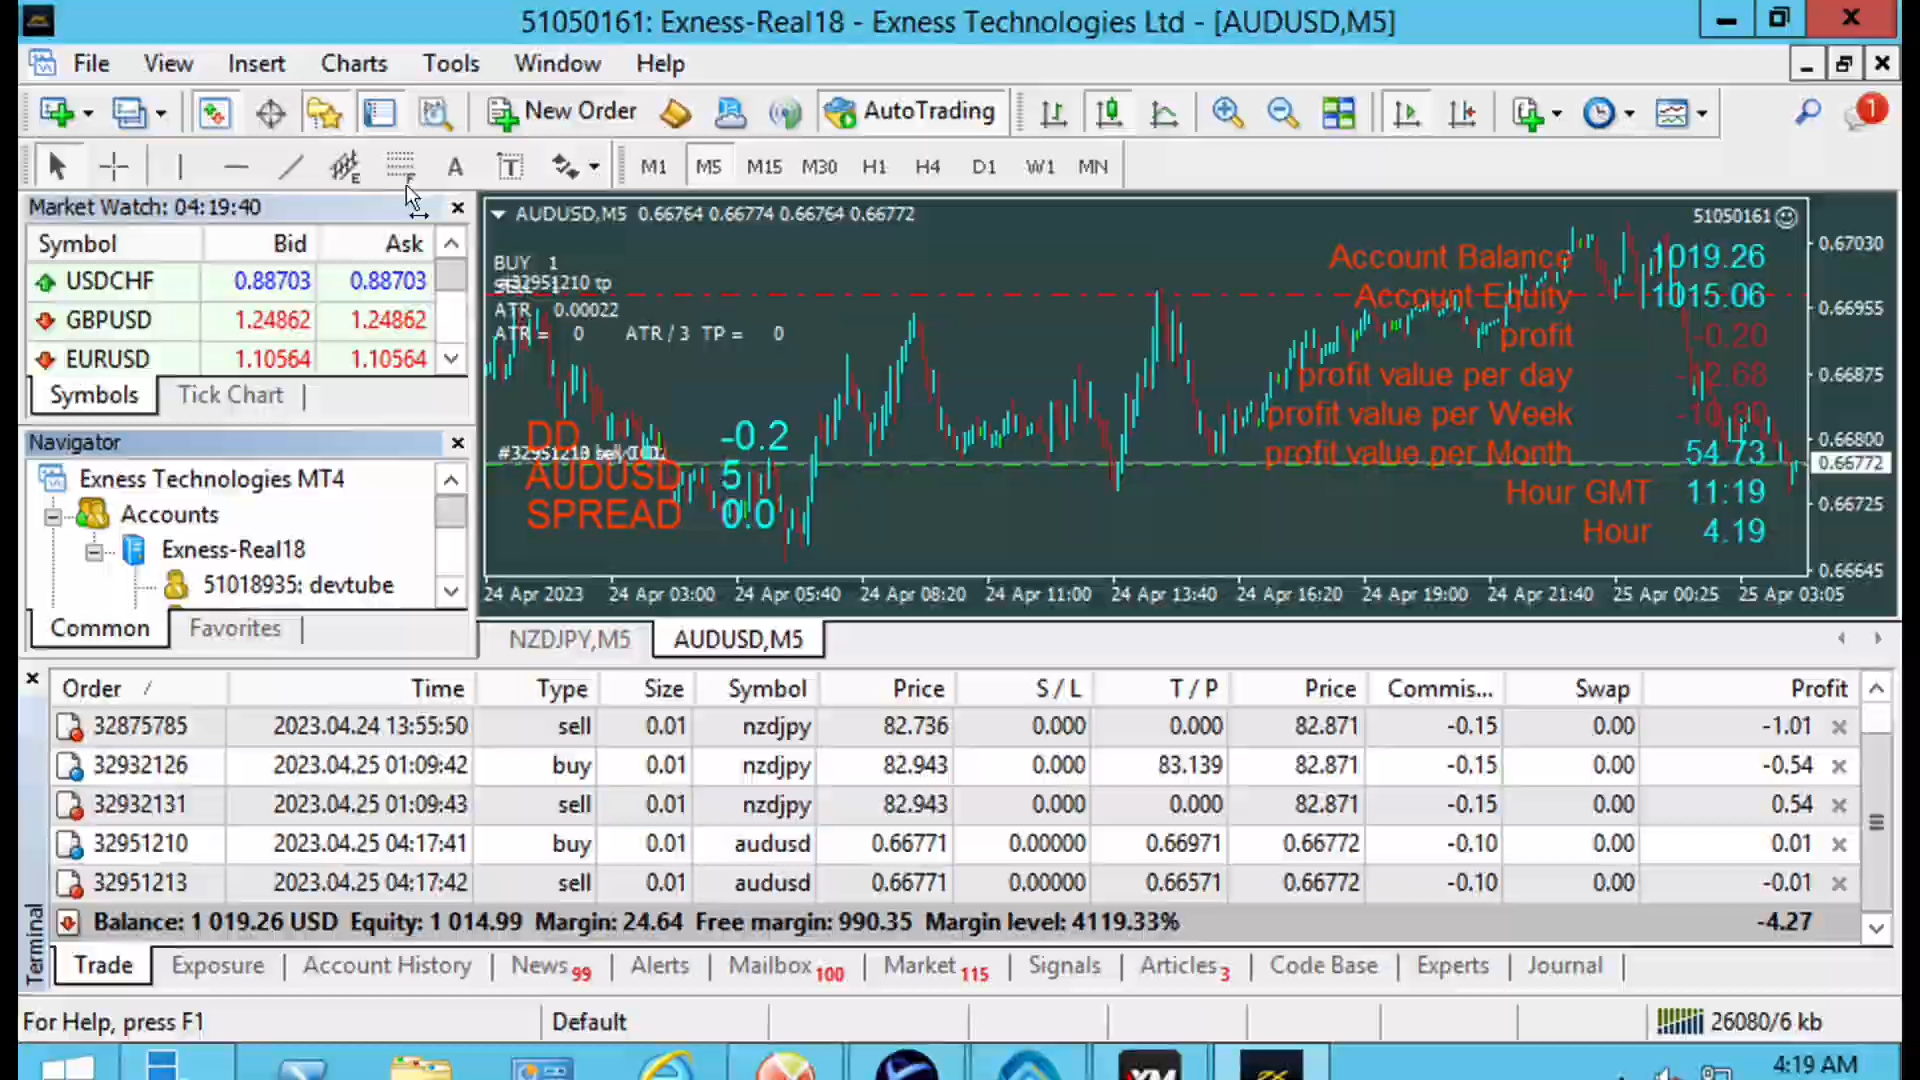 51050161: Exness-Real18 - Exness Technologies Ltd - [AUDUSD,M5]
File View Insert Charts Tools Window Help
New Order AutoTrading 1
E F A T M1 M5 M15 M30 H1 H4 D1 W1 MN
Market Watch: 04:19:40
Symbol Bid Ask
USDCHF 0.88703 0.88703
GBPUSD 1.24862 1.24862
EURUSD 1.10564 1.10564
Symbols Tick Chart
Navigator
Exness Technologies MT4
Accounts
Exness-Real18
51018935: devtube
Common Favorites
AUDUSD,M5 0.66764 0.66774 0.66764 0.66772
51050161
BUY 1
#32951210 tp
ATR 0.00022
ATR = 0 ATR / 3 TP = 0
Account Balance 1019.26
Account Equity 1015.06
profit -0.20
profit value per day
profit value per Week
profit value per Month 54.73
Hour GMT 11:19
Hour 4.19
DD -0.2
AUDUSD 5
SPREAD 0.0
0.67030
0.66955
0.66875
0.66800
0.66772
0.66725
0.66645
24 Apr 2023 24 Apr 03:00 24 Apr 05:40 24 Apr 08:20 24 Apr 11:00 24 Apr 13:40 24 Apr 16:20 24 Apr 19:00 24 Apr 21:40 25 Apr 00:25 25 Apr 03:05
NZDJPY,M5 AUDUSD,M5
Order / Time Type Size Symbol Price S / L T / P Price Commis... Swap Profit
32875785 2023.04.24 13:55:50 sell 0.01 nzdjpy 82.736 0.000 0.000 82.871 -0.15 0.00 -1.01
32932126 2023.04.25 01:09:42 buy 0.01 nzdjpy 82.943 0.000 83.139 82.871 -0.15 0.00 -0.54
32932131 2023.04.25 01:09:43 sell 0.01 nzdjpy 82.943 0.000 0.000 82.871 -0.15 0.00 0.54
32951210 2023.04.25 04:17:41 buy 0.01 audusd 0.66771 0.00000 0.66971 0.66772 -0.10 0.00 0.01
32951213 2023.04.25 04:17:42 sell 0.01 audusd 0.66771 0.00000 0.66571 0.66772 -0.10 0.00 -0.01
Balance: 1 019.26 USD Equity: 1 014.99 Margin: 24.64 Free margin: 990.35 Margin level: 4119.33% -4.27
Terminal
Trade Exposure Account History News 99 Alerts Mailbox 100 Market 115 Signals Articles 3 Code Base Experts Journal
For Help, press F1 Default 26080/6 kb
4:19 AM